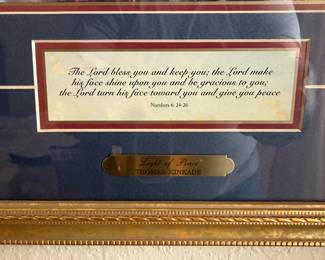 The Lord bless you and keep you; the Lord make
his face shine upon you and be gracious to you;
the Lord turn his face toward you and give you peace
Numbers 6: 24-26
"Light of Peace"
THOMAS KINKADE